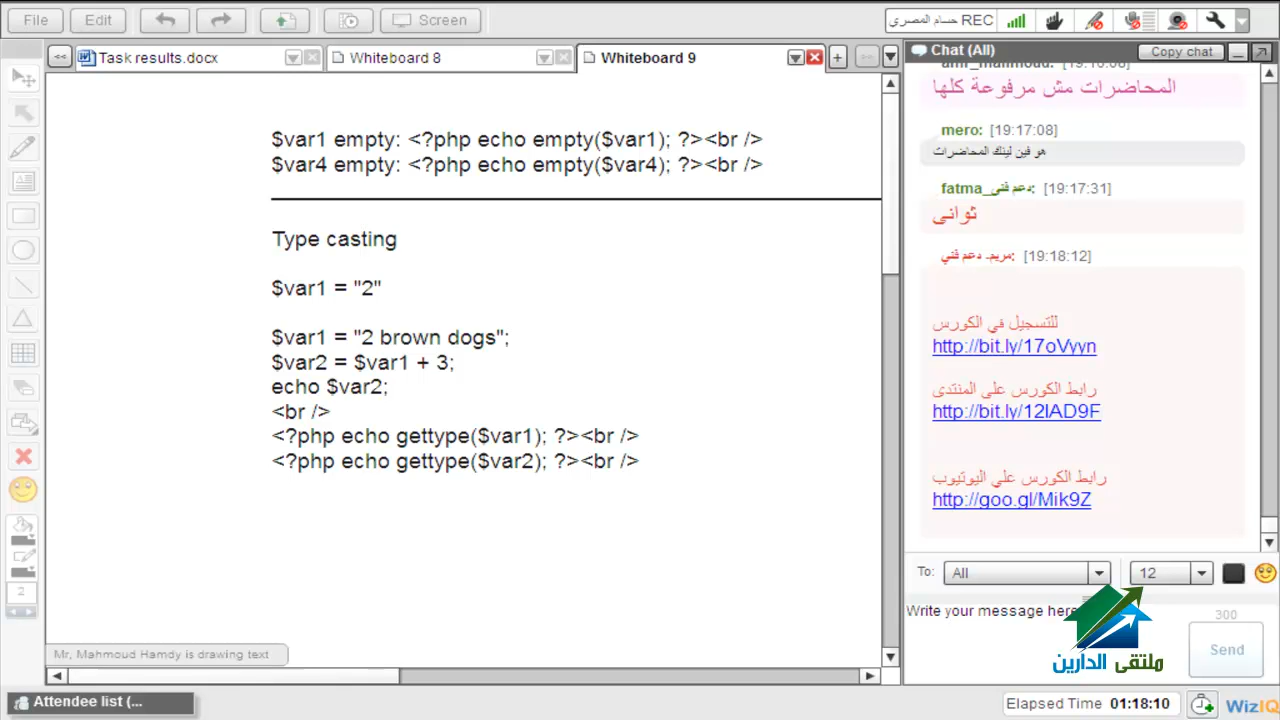 File
Edit
Screen
حسام المصري REC
<<
Task results.docx
Whiteboard 8
Whiteboard 9
$var1 empty: <?php echo empty($var1); ?><br />
$var4 empty: <?php echo empty($var4); ?><br />
Type casting
$var1 = "2"
$var1 = "2 brown dogs";
$var2 = $var1 + 3;
echo $var2;
<br />
<?php echo gettype($var1); ?><br />
<?php echo gettype($var2); ?><br />
2
Mr, Mahmoud Hamdy is drawing text
Attendee list (...
Chat (All)
Copy chat
المحاضرات مش مرفوعة كلها
mero: [19:17:08]
هو فين لينك المحاضرات
fatma_دعم فنى: [19:17:31]
ثوانى
مريم_ دعم فني: [19:18:12]
للتسجيل في الكورس
http://bit.ly/17oVyyn
رابط الكورس على المنتدى
http://bit.ly/12IAD9F
رابط الكورس علي اليوتيوب
http://goo.gl/Mik9Z
To:
All
12
Write your message here
300
Send
ملتقى الدارين
Elapsed Time 01:18:10
WizIQ